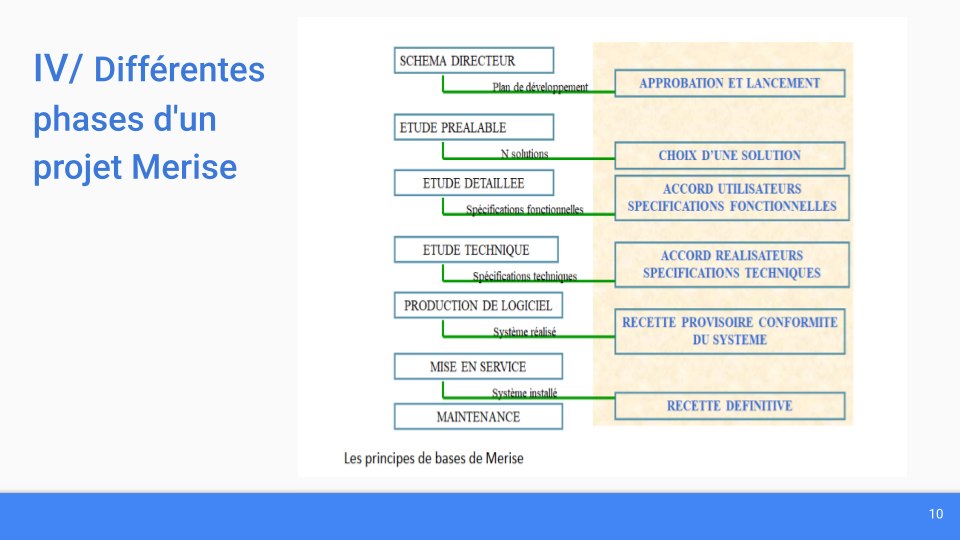 IV/ Différentes
phases d'un
projet Merise
SCHEMA DIRECTEUR
Plan de développement
APPROBATION ET LANCEMENT
ETUDE PREALABLE
N solutions
CHOIX D'UNE SOLUTION
ETUDE DETAILLEE
Spécifications fonctionnelles
ACCORD UTILISATEURS
SPECIFICATIONS FONCTIONNELLES
ETUDE TECHNIQUE
Spécifications techniques
ACCORD REALISATEURS
SPECIFICATIONS TECHNIQUES
PRODUCTION DE LOGICIEL
Système réalisé
RECETTE PROVISOIRE CONFORMITE
DU SYSTEME
MISE EN SERVICE
Système installé
RECETTE DEFINITIVE
MAINTENANCE
Les principes de bases de Merise
10